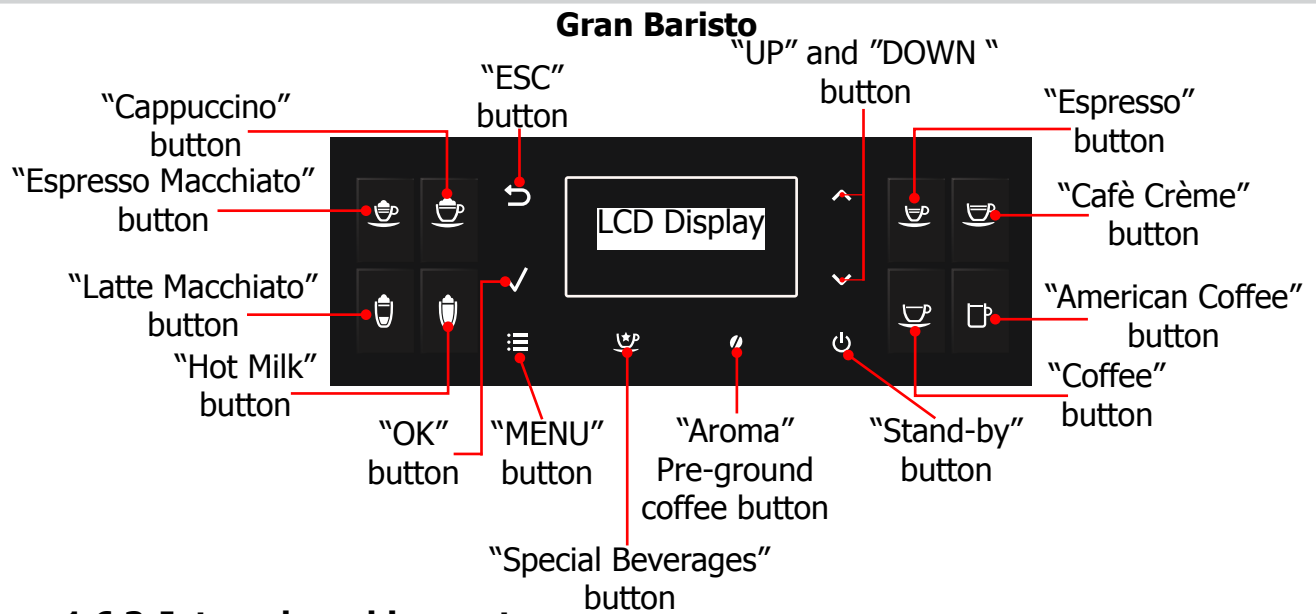 Gran Baristo
“UP” and ”DOWN “
button
“ESC”
button
“Cappuccino”
button
“Espresso”
button
“Espresso Macchiato”
button
“Cafè Crème”
button
LCD Display
“Latte Macchiato”
button
“American Coffee”
button
“Hot Milk”
button
“Coffee”
button
“OK”
button
“MENU”
button
“Aroma”
Pre-ground
coffee button
“Stand-by”
button
“Special Beverages”
button